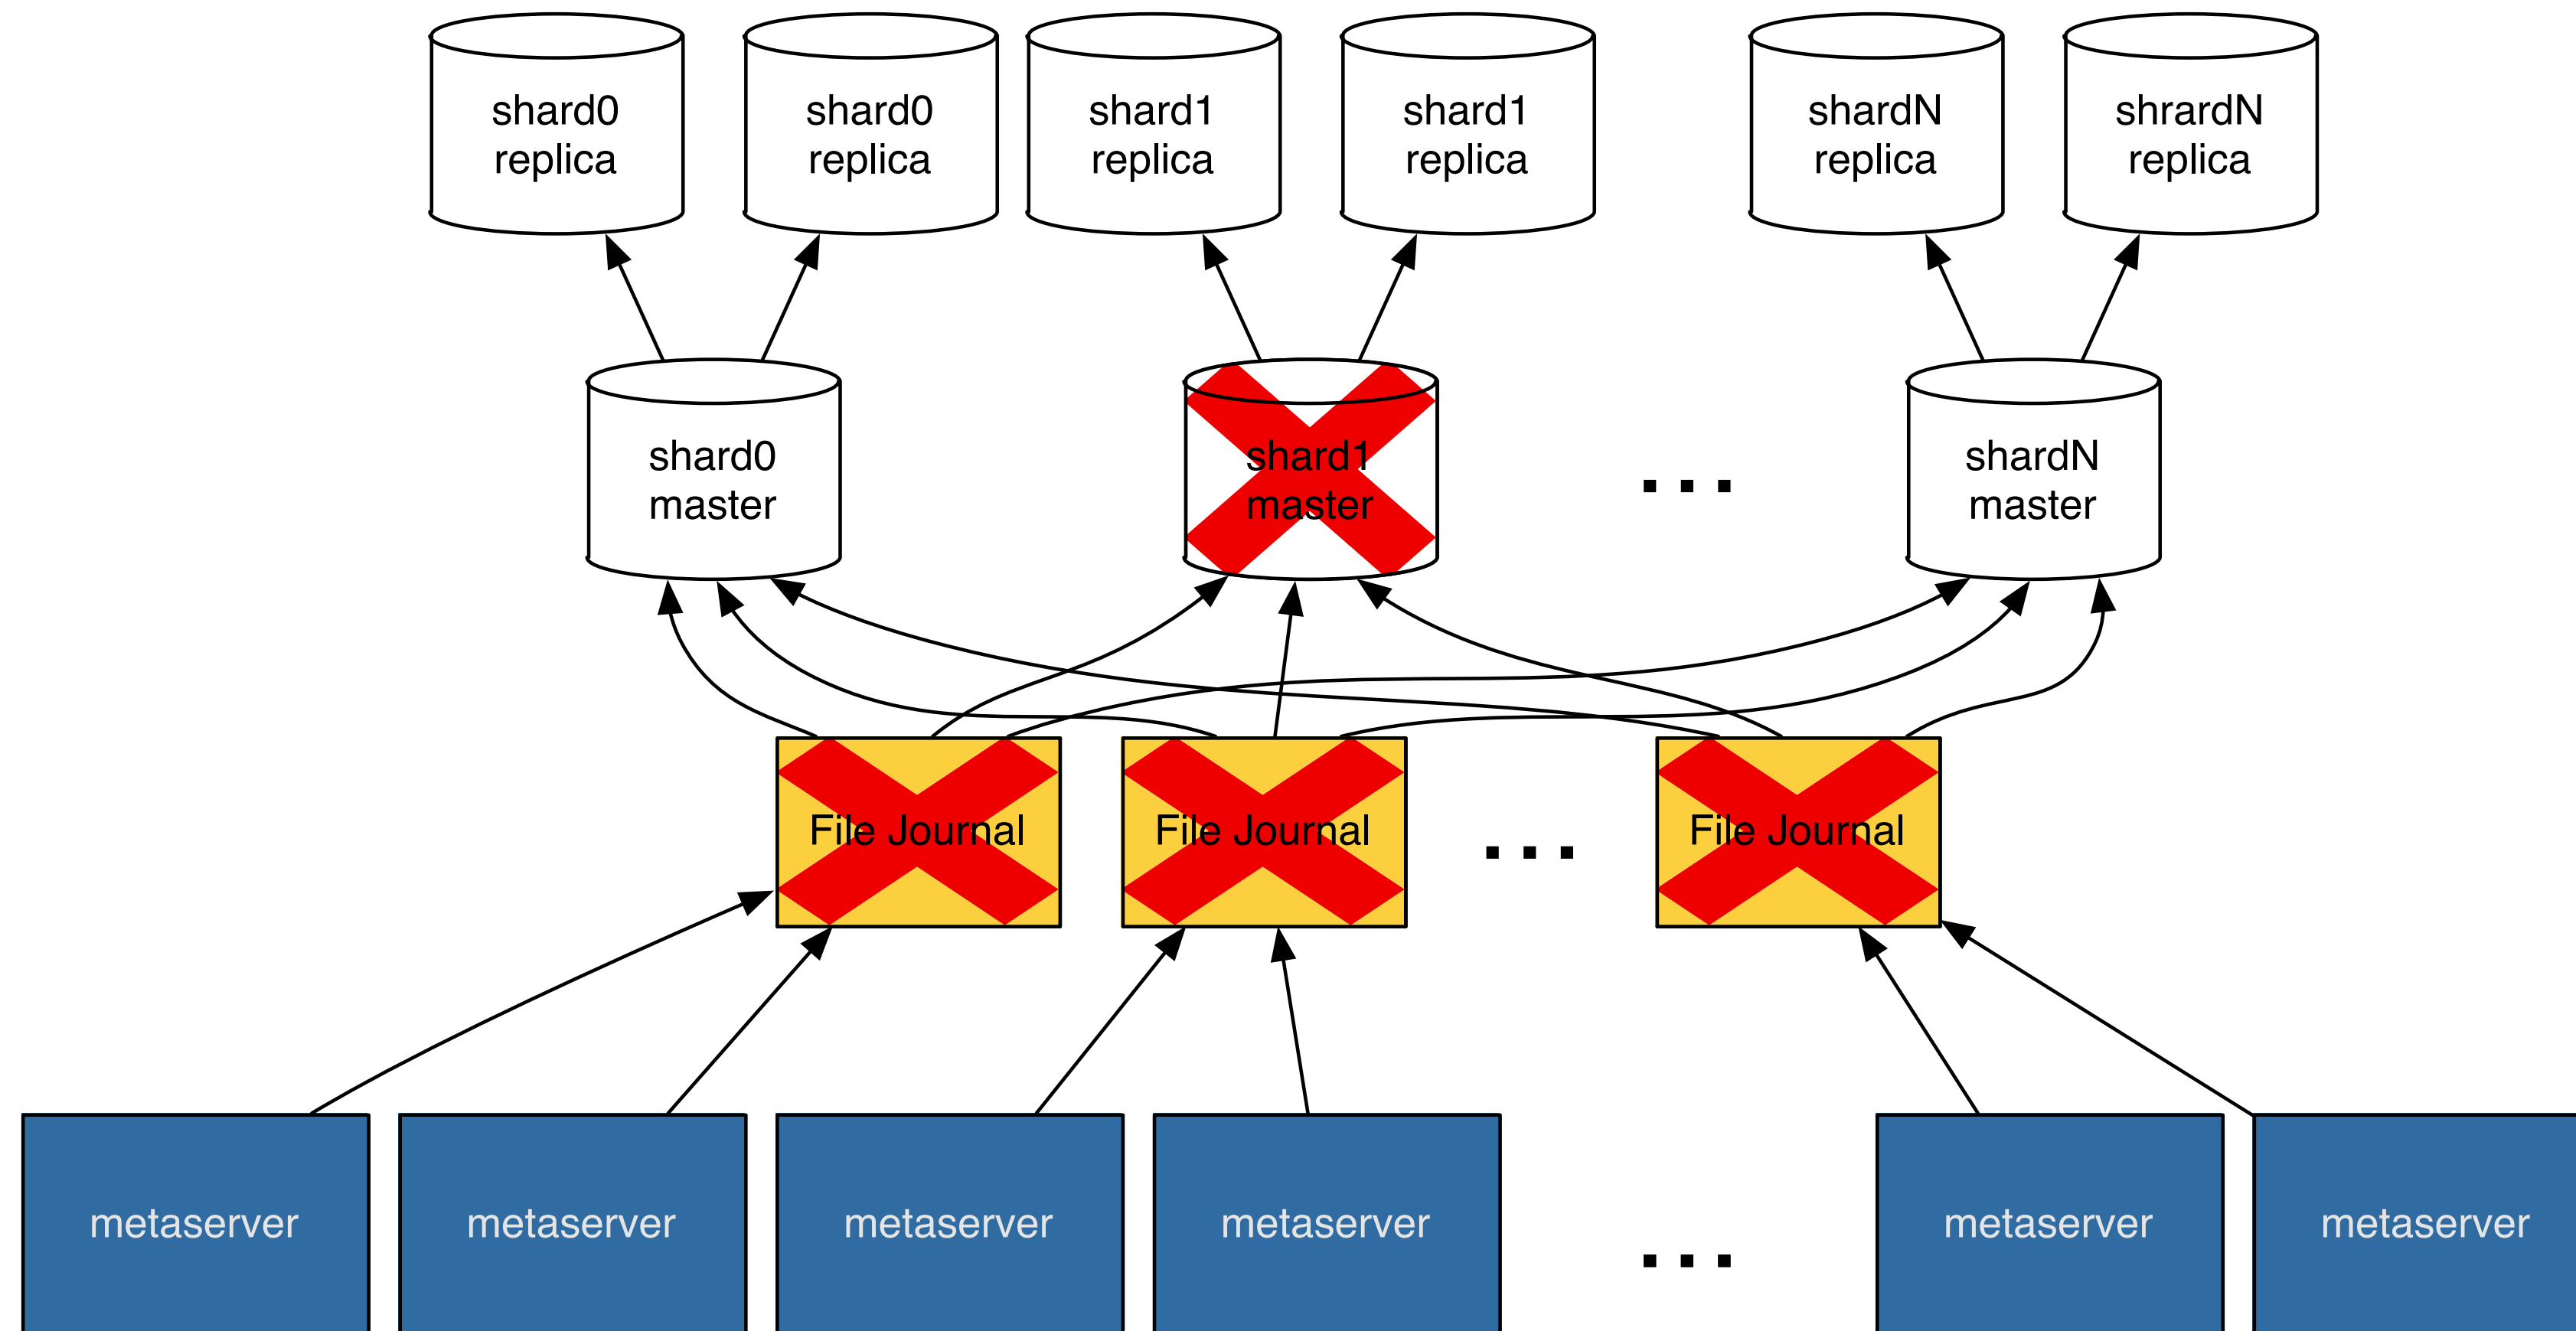 shard0
replica
shard0
replica
shard1
replica
shard1
replica
shardN
replica
shrardN
replica
shard0
master
shard1
master
...
shardN
master
File Journal
File Journal
...
File Journal
metaserver
metaserver
metaserver
metaserver
...
metaserver
metaserver